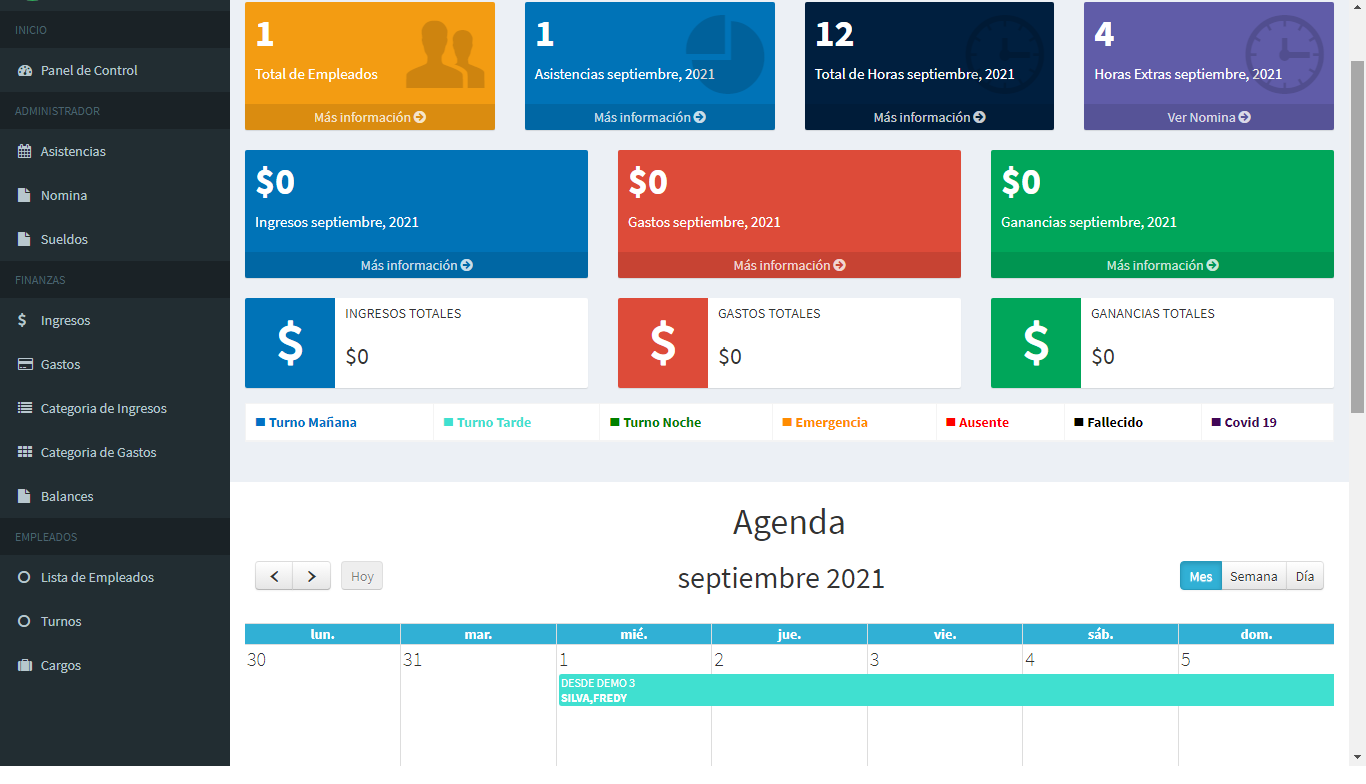 INICIO
Panel de Control
ADMINISTRADOR
Asistencias
Nomina
Sueldos
FINANZAS
Ingresos
Gastos
Categoria de Ingresos
Categoria de Gastos
Balances
EMPLEADOS
Lista de Empleados
Turnos
Cargos
1
Total de Empleados
Más información
1
Asistencias septiembre, 2021
Más información
12
Total de Horas septiembre, 2021
Más información
4
Horas Extras septiembre, 2021
Ver Nomina
$0
Ingresos septiembre, 2021
Más información
$0
Gastos septiembre, 2021
Más información
$0
Ganancias septiembre, 2021
Más información
$
INGRESOS TOTALES
$0
$
GASTOS TOTALES
$0
$
GANANCIAS TOTALES
$0
Turno Mañana
Turno Tarde
Turno Noche
Emergencia
Ausente
Fallecido
Covid 19
Agenda
Hoy
septiembre 2021
Mes Semana Día
lun. mar. mié. jue. vie. sáb. dom.
30 31 1 2 3 4 5
DESDE DEMO 3
SILVA,FREDY